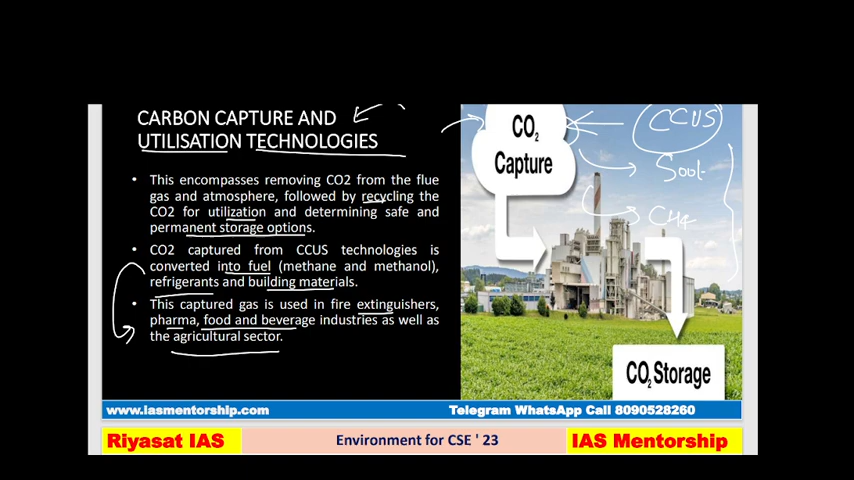 CARBON CAPTURE AND
UTILISATION TECHNOLOGIES
• This encompasses removing CO2 from the flue
gas and atmosphere, followed by recycling
the CO2 for utilization and determining safe and
permanent storage options.
• CO2 captured from CCUS technologies is
converted into fuel (methane and methanol),
refrigerants and building materials.
• This captured gas is used in fire extinguishers,
pharma, food and beverage industries as well as
the agricultural sector.
CO₂
Capture
CCUS
Soot
CH4
CO₂ Storage
www.iasmentorship.com
Telegram WhatsApp Call 8090528260
Riyasat IAS
Environment for CSE ' 23
IAS Mentorship